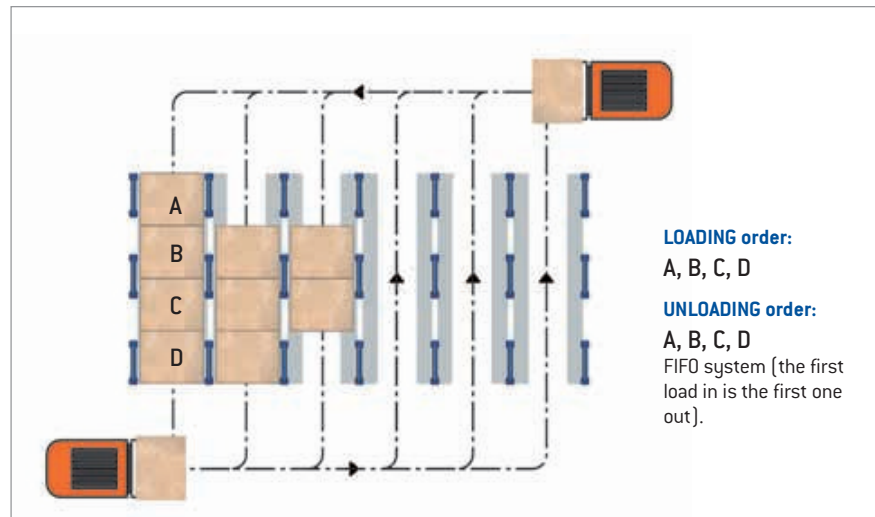 A
B
C
D
LOADING order:
A, B, C, D
UNLOADING order:
A, B, C, D
FIFO system (the first
load in is the first one
out).